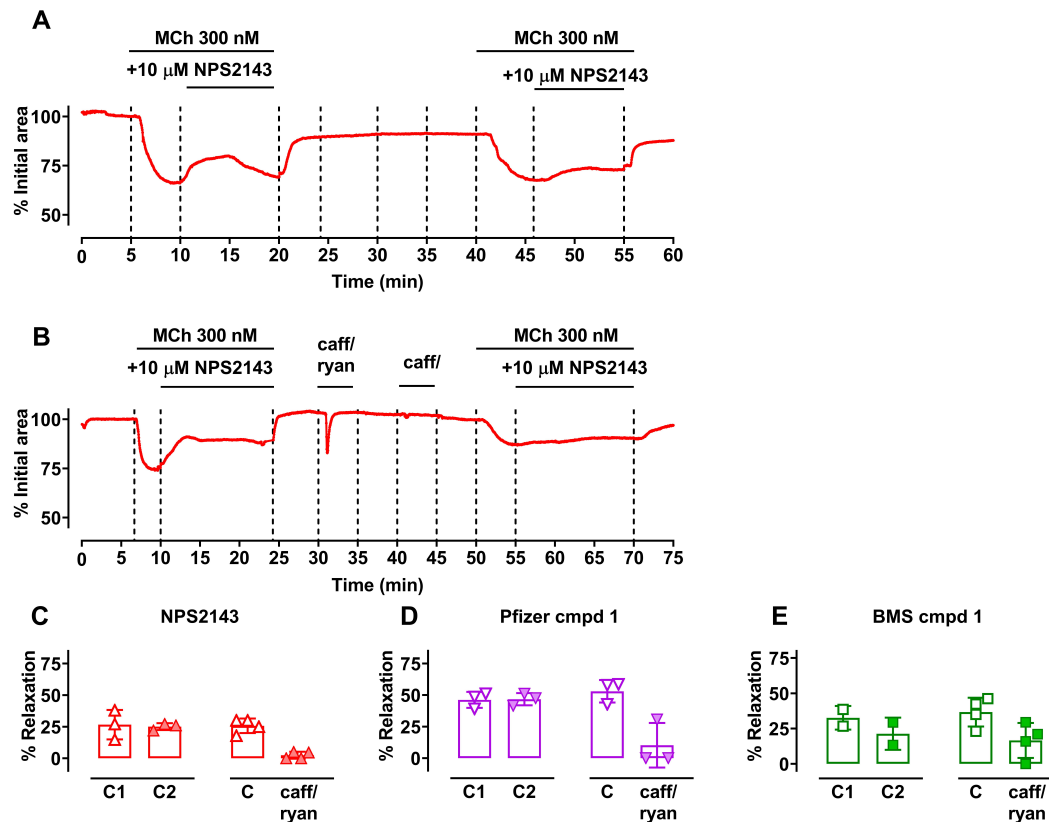 A
MCh 300 nM
MCh 300 nM
+10 μM NPS2143
+10 μM NPS2143
% Initial area
100
75
50
0 5 10 15 20 25 30 35 40 45 50 55 60
Time (min)
B
MCh 300 nM
caff/
ryan
caff/
MCh 300 nM
+10 μM NPS2143
+10 μM NPS2143
% Initial area
100
75
50
0 5 10 15 20 25 30 35 40 45 50 55 60 65 70 75
Time (min)
C
NPS2143
% Relaxation
75
50
25
0
C1 C2 C caff/
ryan
D
Pfizer cmpd 1
% Relaxation
75
50
25
0
C1 C2 C caff/
ryan
E
BMS cmpd 1
% Relaxation
75
50
25
0
C1 C2 C caff/
ryan